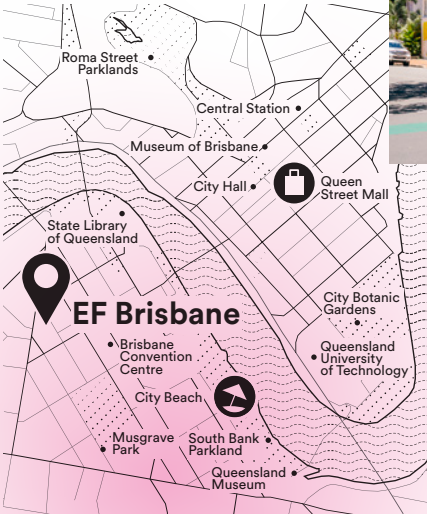 Roma Street
Parklands
Central Station
Museum of Brisbane
City Hall
Queen
Street Mall
State Library
of Queensland
EF Brisbane
City Botanic
Gardens
Brisbane
Convention
Centre
Queensland
University
of Technology
City Beach
Musgrave
Park
South Bank
Parkland
Queensland
Museum